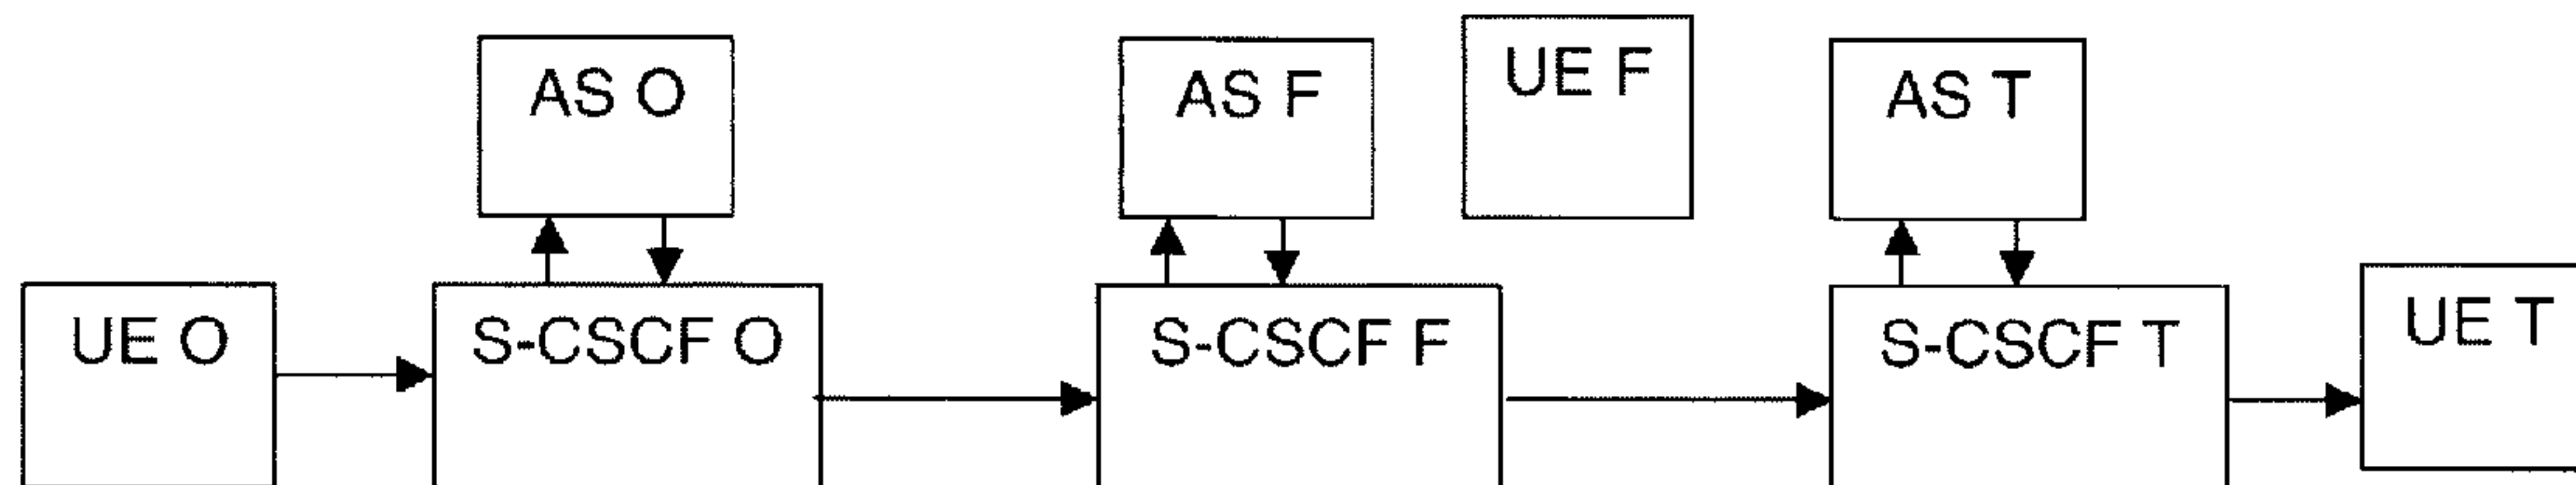 AS O
AS F
UE F
AS T
UE O
S-CSCF O
S-CSCF F
S-CSCF T
UE T